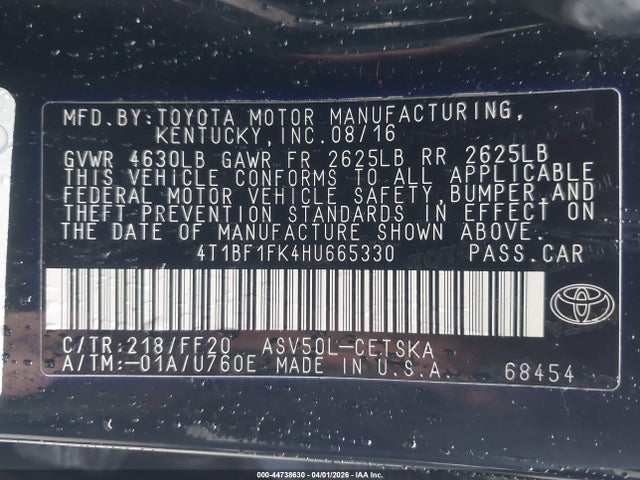 MFD.BY:TOYOTA MOTOR MANUFACTURING,
KENTUCKY,INC.08/16
GVWR 4630LB GAWR FR 2625LB RR 2625LB
THIS VEHICLE CONFORMS TO ALL APPLICABLE
FEDERAL MOTOR VEHICLE SAFETY,BUMPER,AND
THEFT PREVENTION STANDARDS IN EFFECT ON
THE DATE OF MANUFACTURE SHOWN ABOVE.
4T1BF1FK4HU665330 PASS.CAR
C/TR:218/FF20 ASV50L-CETSKA
A/TM:-01A/U760E MADE IN U.S.A. 68454
000-44738630 - 04/01/2026 - IAA Inc.